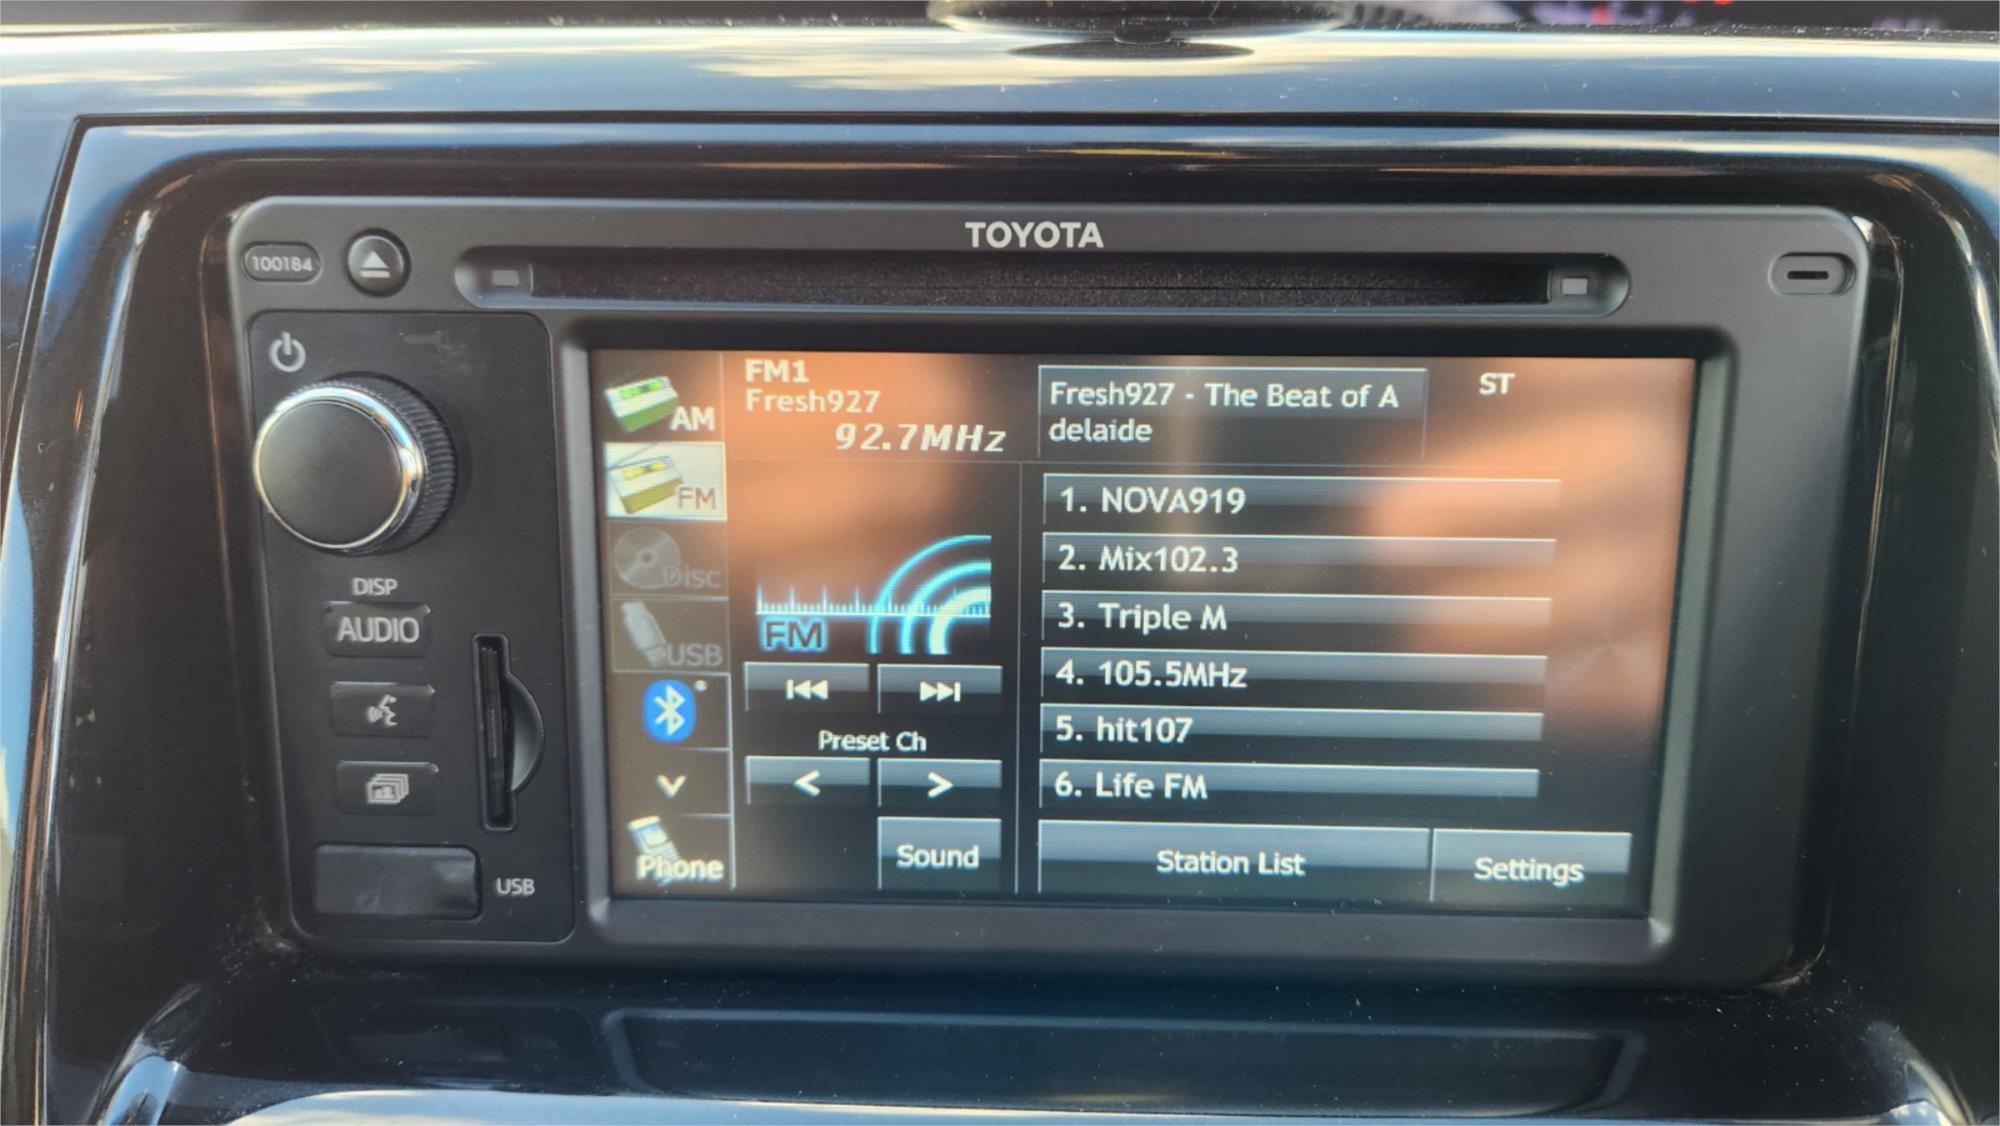 TOYOTA
100184
DISP
AUDIO
USB
AM
FM
Disc
USB
Phone
FM1
Fresh927
92.7MHz
FM
Preset Ch
<
>
Sound
Fresh927 - The Beat of A
delaide
ST
1. NOVA919
2. Mix102.3
3. Triple M
4. 105.5MHz
5. hit107
6. Life FM
Station List
Settings